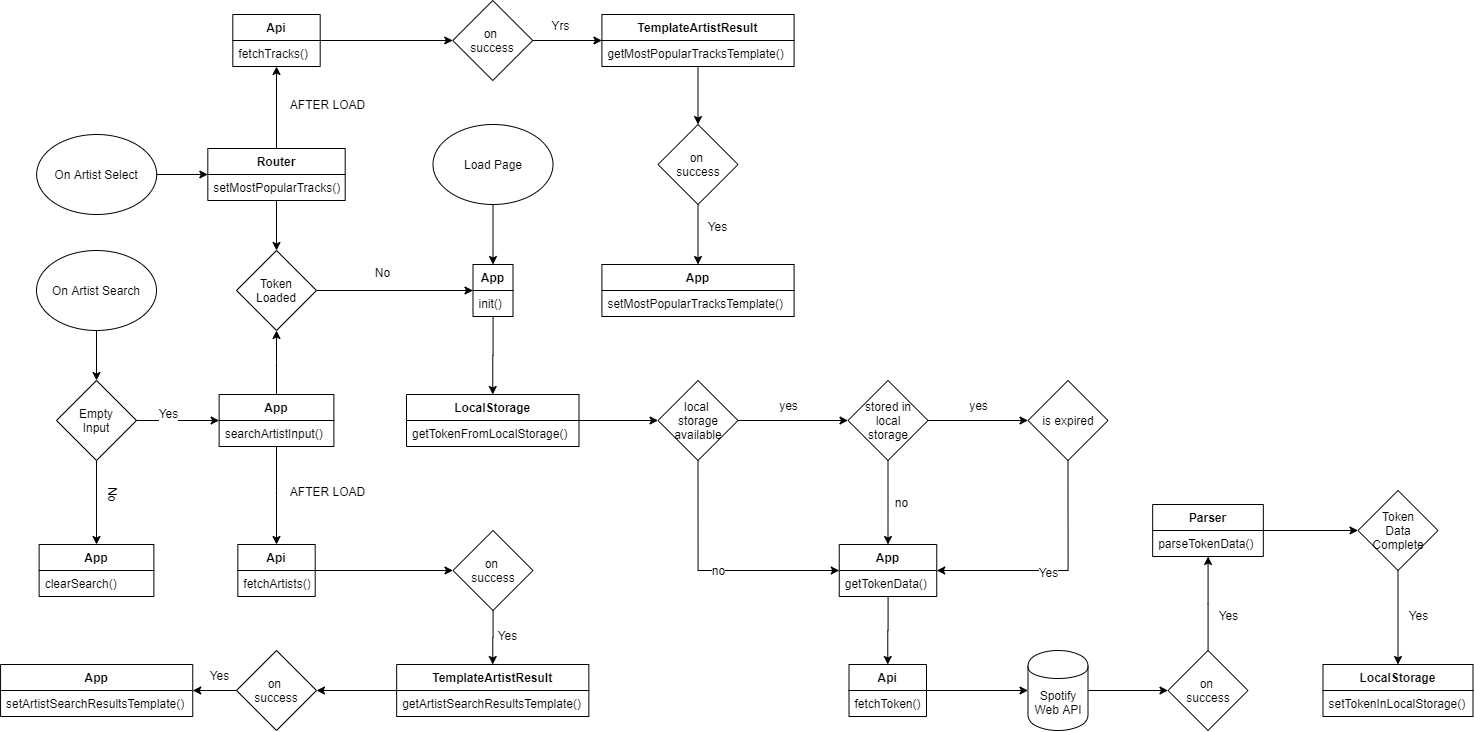 Api
fetchTracks()
on
success
Yrs
TemplateArtistResult
getMostPopularTracksTemplate()
AFTER LOAD
On Artist Select
Router
setMostPopularTracks()
Load Page
on
success
Yes
On Artist Search
Token
Loaded
No
App
init()
App
setMostPopularTracksTemplate()
Empty
Input
Yes
App
searchArtistInput()
LocalStorage
getTokenFromLocalStorage()
local
storage
available
yes
stored in
local
storage
yes
is expired
No
AFTER LOAD
no
Parser
parseTokenData()
Token
Data
Complete
App
clearSearch()
Api
fetchArtists()
on
success
no
App
getTokenData()
Yes
Yes
Yes
Yes
App
setArtistSearchResultsTemplate()
Yes
on
success
TemplateArtistResult
getArtistSearchResultsTemplate()
Api
fetchToken()
Spotify
Web API
on
success
LocalStorage
setTokenInLocalStorage()